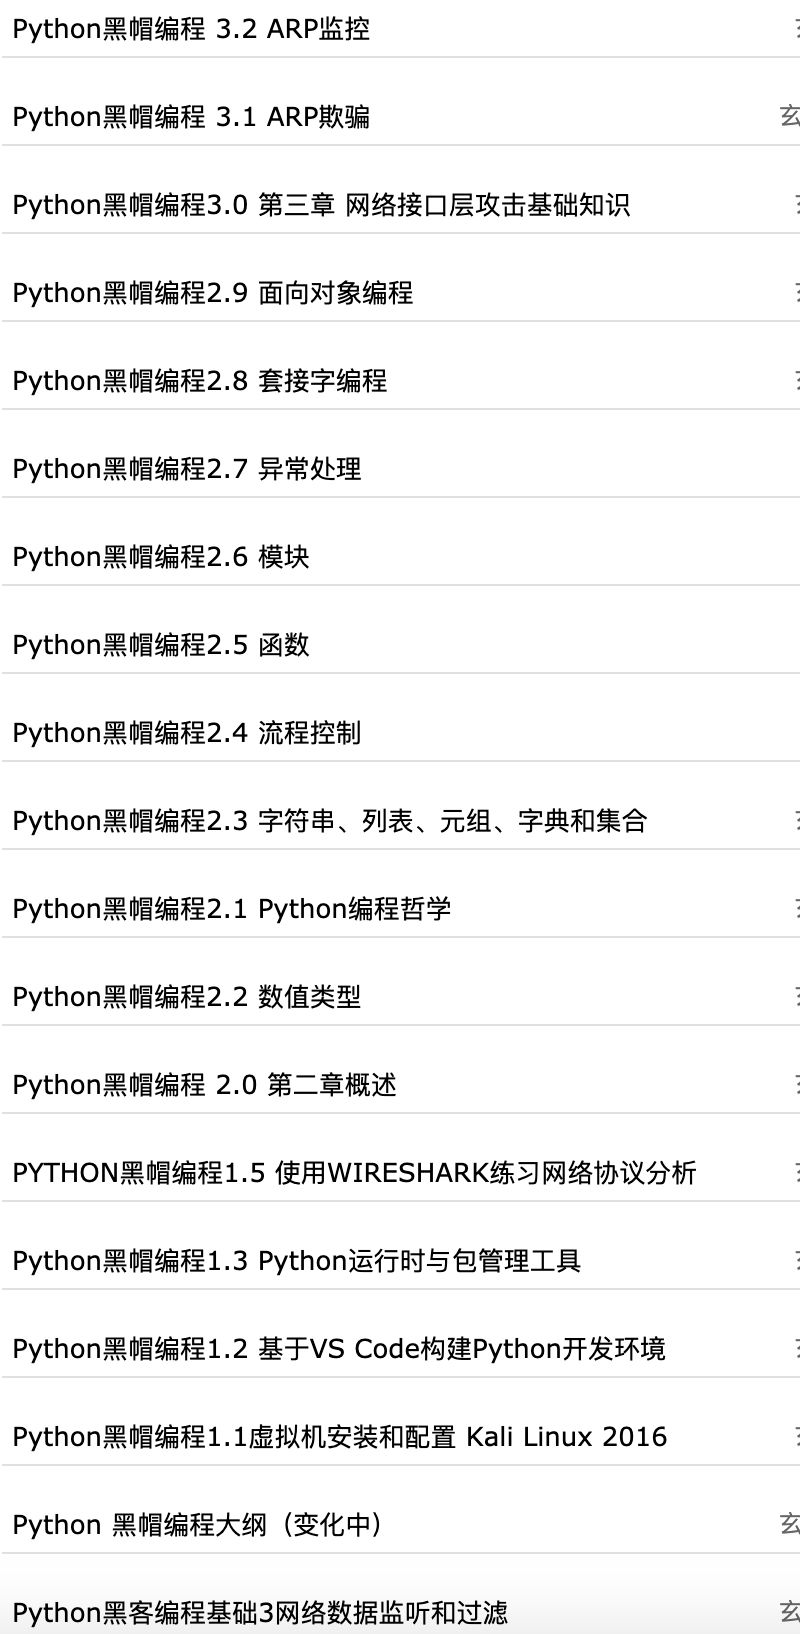 Python黑帽编程 3.2 ARP监控
Python黑帽编程 3.1 ARP欺骗
玄
Python黑帽编程3.0 第三章 网络接口层攻击基础知识
Python黑帽编程2.9 面向对象编程
Python黑帽编程2.8 套接字编程
Python黑帽编程2.7 异常处理
Python黑帽编程2.6 模块
Python黑帽编程2.5 函数
Python黑帽编程2.4 流程控制
Python黑帽编程2.3 字符串、列表、元组、字典和集合
Python黑帽编程2.1 Python编程哲学
Python黑帽编程2.2 数值类型
Python黑帽编程 2.0 第二章概述
PYTHON黑帽编程1.5 使用WIRESHARK练习网络协议分析
Python黑帽编程1.3 Python运行时与包管理工具
Python黑帽编程1.2 基于VS Code构建Python开发环境
Python黑帽编程1.1虚拟机安装和配置 Kali Linux 2016
Python 黑帽编程大纲（变化中）
玄
Python黑客编程基础3网络数据监听和过滤
玄